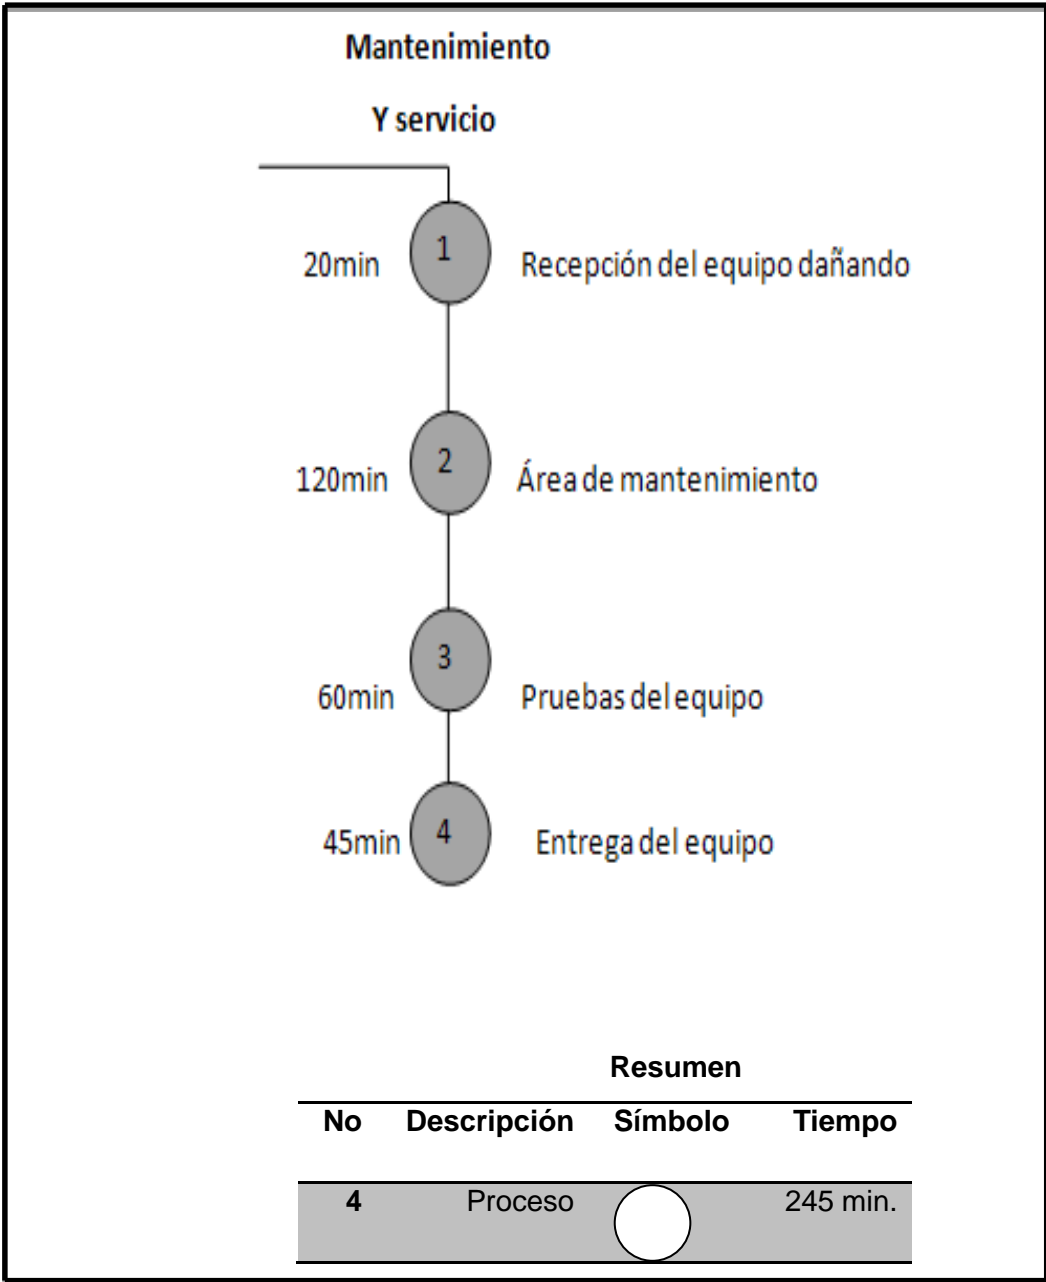 Mantenimiento
Y servicio
20min 1 Recepción del equipo dañando
120min 2 Área de mantenimiento
60min 3 Pruebas del equipo
45min 4 Entrega del equipo
Resumen
No Descripción Símbolo Tiempo
4 Proceso 245 min.